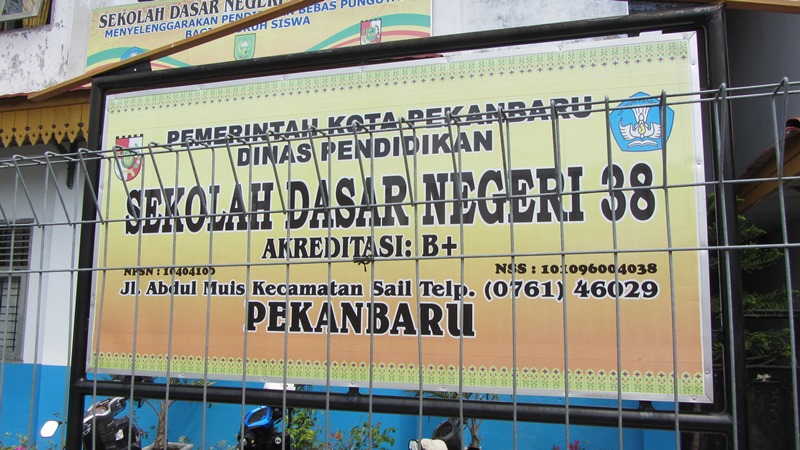 SEKOLAH DASAR NEGERI
MENYELENGGARAKAN PENDIDIKAN BEBAS
SISWA
PEMERINTAH KOTA PEKANBARU
DINAS PENDIDIKAN
SEKOLAH DASAR NEGERI 38
AKREDITASI: B+
NPSN : 10404100 NSS : 101096004038
Jl. Abdul Muis Kecamatan Sail Telp. (0761) 46029
PEKANBARU